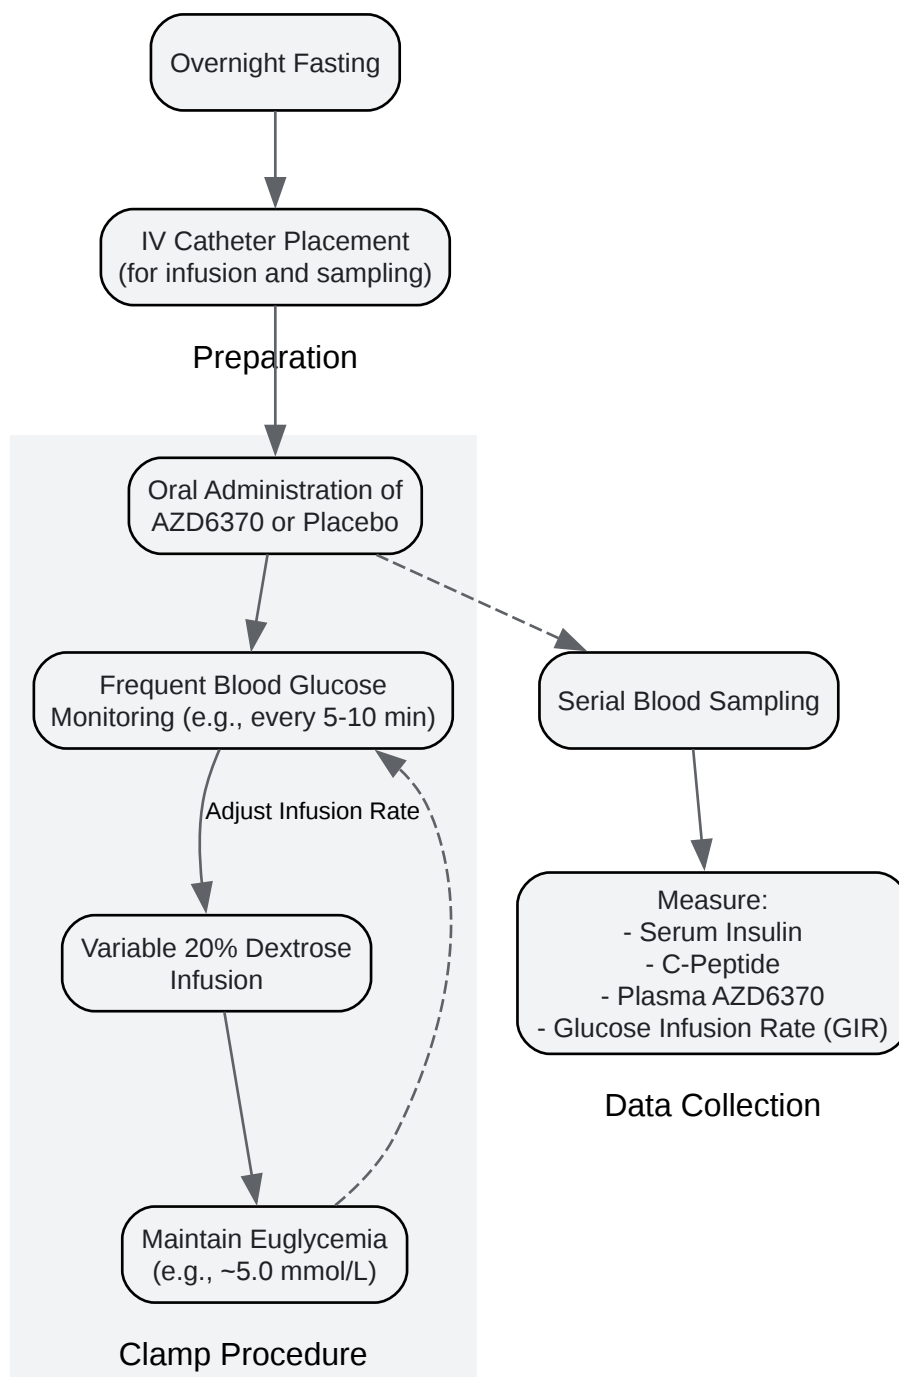 Overnight Fasting
IV Catheter Placement
(for infusion and sampling)
Preparation
Oral Administration of
AZD6370 or Placebo
Frequent Blood Glucose
Monitoring (e.g., every 5-10 min)
Serial Blood Sampling
Adjust Infusion Rate
Variable 20% Dextrose
Infusion
Measure:
- Serum Insulin
- C-Peptide
- Plasma AZD6370
- Glucose Infusion Rate (GIR)
Data Collection
Maintain Euglycemia
(e.g., ~5.0 mmol/L)
Clamp Procedure